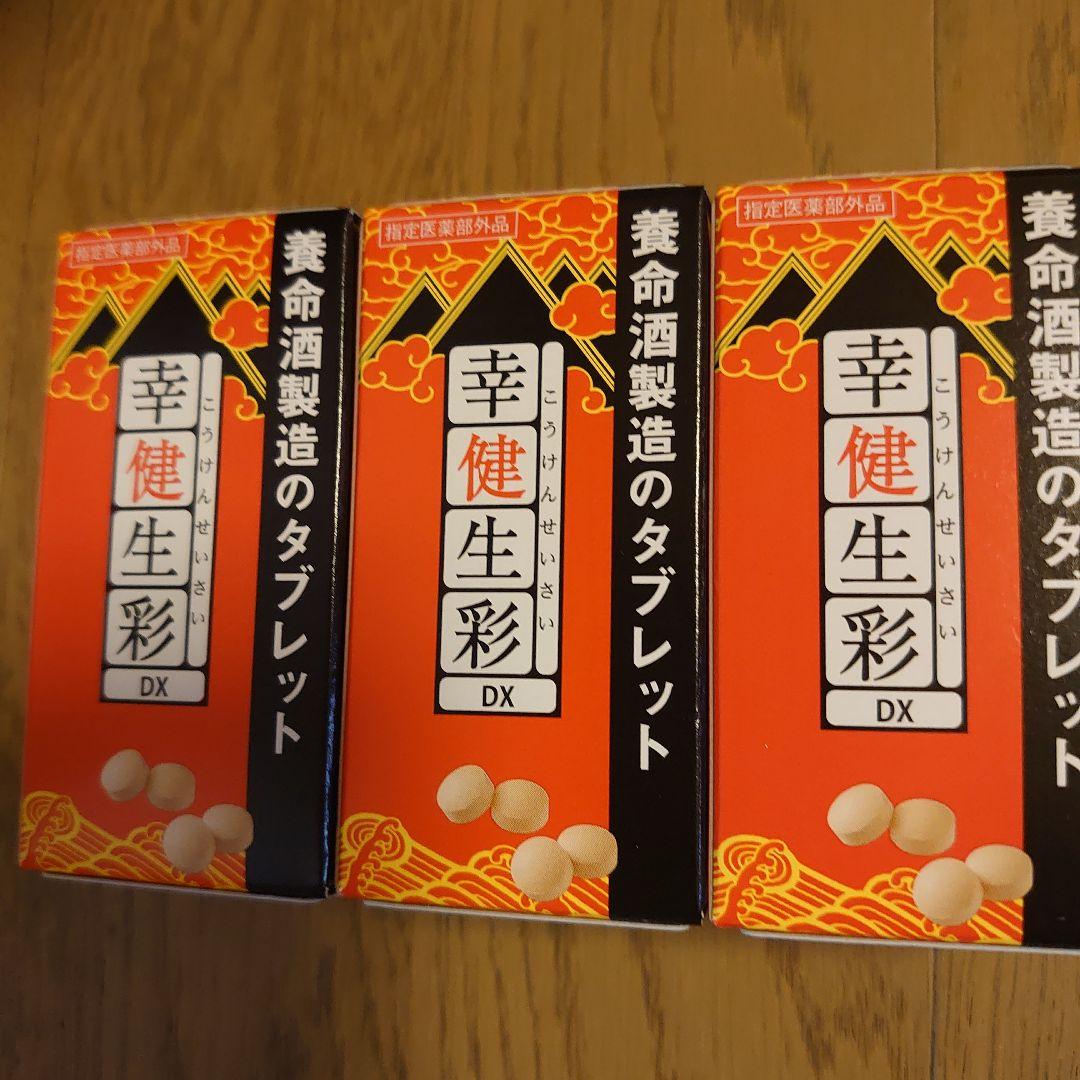 指定医薬部外品
養命酒製造のタブレット
幸健生彩
こうけんせいさい
DX
指定医薬部外品
養命酒製造のタブレット
幸健生彩
こうけんせいさい
DX
指定医薬部外品
養命酒製造のタブレット
幸健生彩
こうけんせいさい
DX